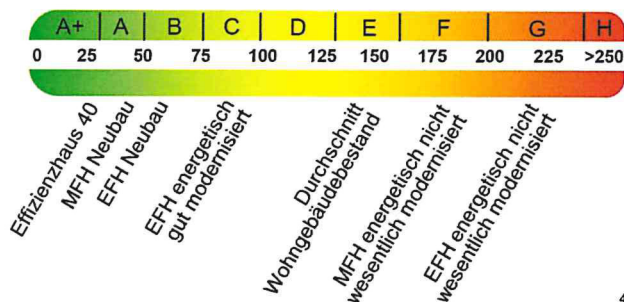 A+ A B C D E F G H
0 25 50 75 100 125 150 175 200 225 >250
Effizienzhaus 40
MFH Neubau
EFH Neubau
EFH energetisch
gut modernisiert
Durchschnitt
Wohngebäudebestand
MFH energetisch nicht
wesentlich modernisiert
EFH energetisch nicht
wesentlich modernisiert